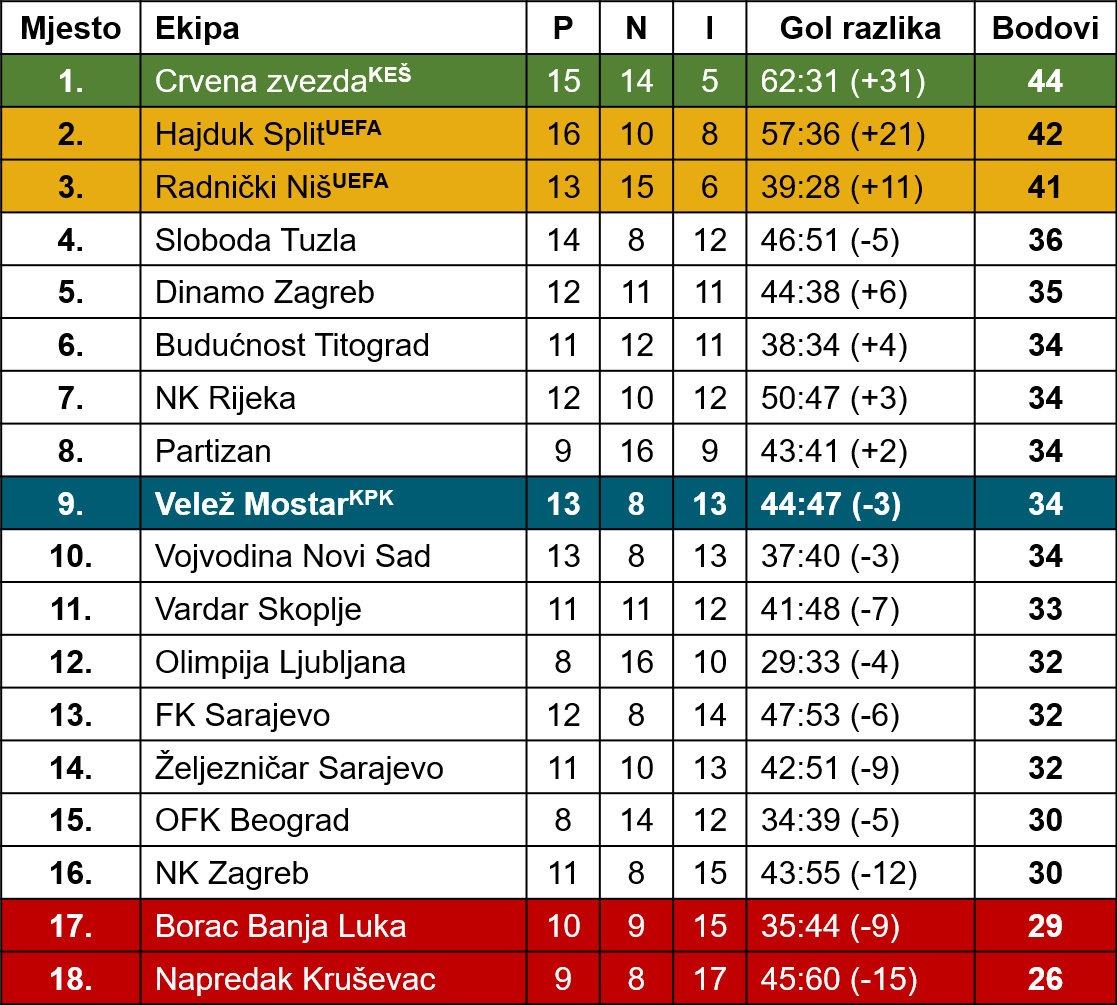 Mjesto Ekipa P N I Gol razlika Bodovi
1. Crvena zvezdaKEŠ 15 14 5 62:31 (+31) 44
2. Hajduk SplitUEFA 16 10 8 57:36 (+21) 42
3. Radnički NišUEFA 13 15 6 39:28 (+11) 41
4. Sloboda Tuzla 14 8 12 46:51 (-5) 36
5. Dinamo Zagreb 12 11 11 44:38 (+6) 35
6. Budućnost Titograd 11 12 11 38:34 (+4) 34
7. NK Rijeka 12 10 12 50:47 (+3) 34
8. Partizan 9 16 9 43:41 (+2) 34
9. Velež MostarKPK 13 8 13 44:47 (-3) 34
10. Vojvodina Novi Sad 13 8 13 37:40 (-3) 34
11. Vardar Skoplje 11 11 12 41:48 (-7) 33
12. Olimpija Ljubljana 8 16 10 29:33 (-4) 32
13. FK Sarajevo 12 8 14 47:53 (-6) 32
14. Željezničar Sarajevo 11 10 13 42:51 (-9) 32
15. OFK Beograd 8 14 12 34:39 (-5) 30
16. NK Zagreb 11 8 15 43:55 (-12) 30
17. Borac Banja Luka 10 9 15 35:44 (-9) 29
18. Napredak Kruševac 9 8 17 45:60 (-15) 26